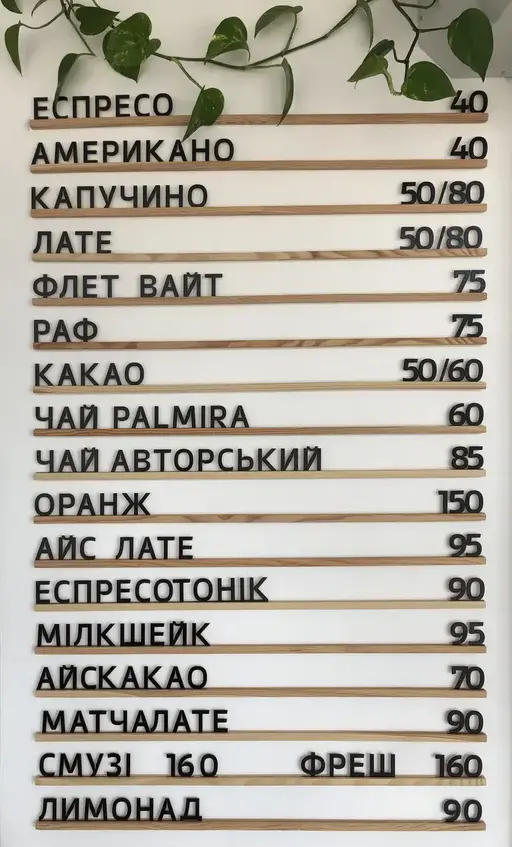 ЕСПРЕСО 40
АМЕРИКАНО 40
КАПУЧИНО 50/80
ЛАТЕ 50/80
ФЛЕТ ВАЙТ 75
РАФ 75
КАКАО 50/60
ЧАЙ PALMIRA 60
ЧАЙ АВТОРСЬКИЙ 85
ОРАНЖ 150
АЙС ЛАТЕ 95
ЕСПРЕСОТОНІК 90
МІЛКШЕЙК 95
АЙСКАКАО 70
МАТЧАЛАТЕ 90
СМУЗІ 160 ФРЕШ 160
ЛИМОНАД 90